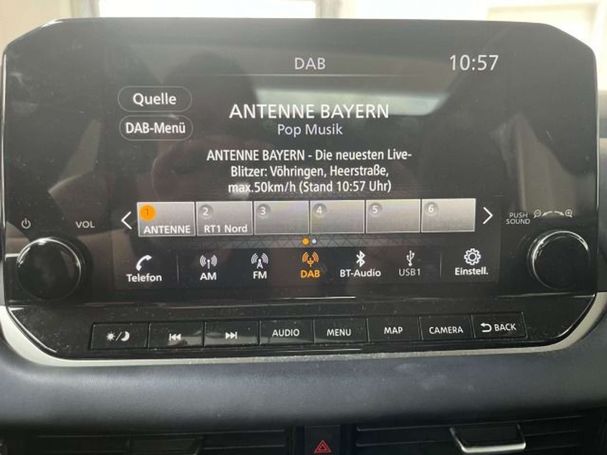 DAB
10:57
Quelle
ANTENNE BAYERN
DAB-Menü
Pop Musik
ANTENNE BAYERN - Die neuesten Live-
Blitzer: Vöhringen, Heerstraße,
max.50km/h (Stand 10:57 Uhr)
VOL
1 2 3 4 5 6
ANTENNE RT1 Nord
PUSH
SOUND
Telefon AM FM DAB BT-Audio USB1 Einstell.
AUDIO MENU MAP CAMERA BACK